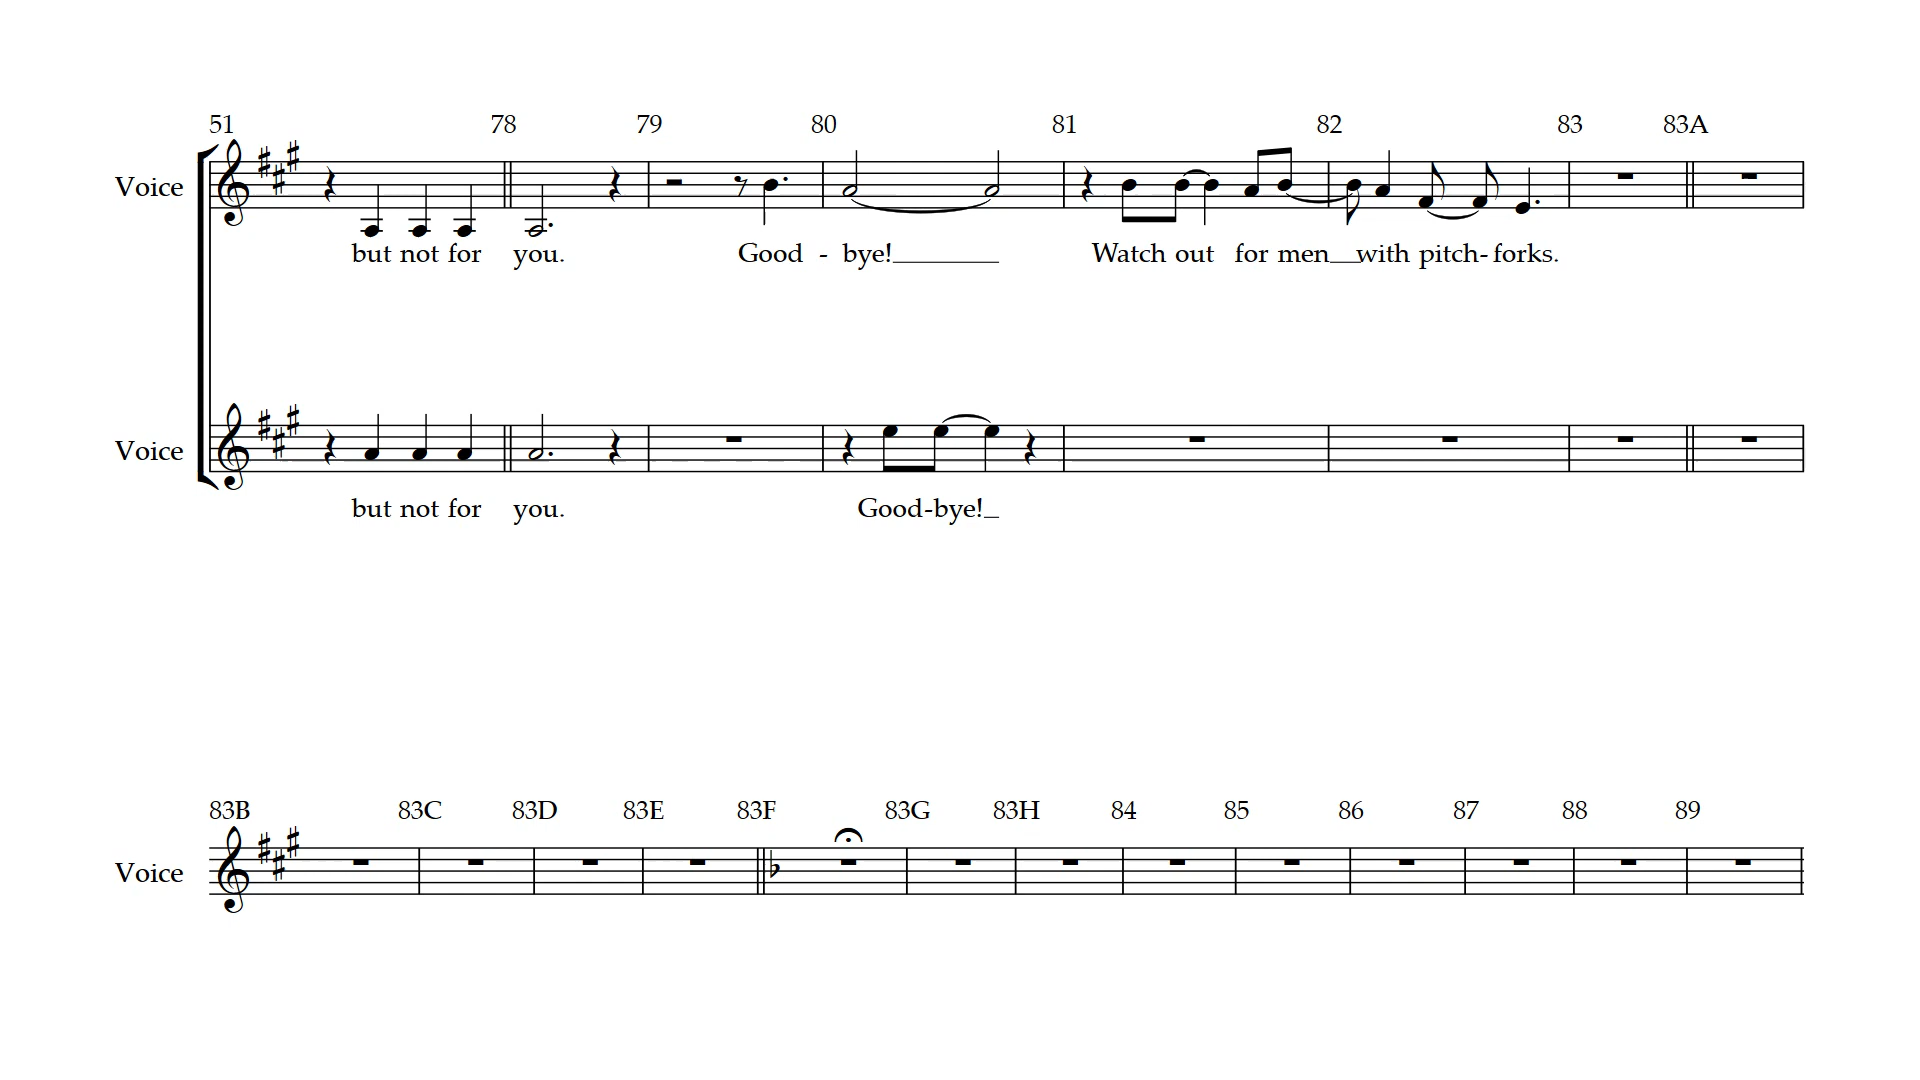 51 78 79 80 81 82 83 83A
Voice
but not for you. Good - bye!____ Watch out for men__with pitch-forks.
Voice
but not for you. Good-bye!_
83B 83C 83D 83E 83F 83G 83H 84 85 86 87 88 89
Voice